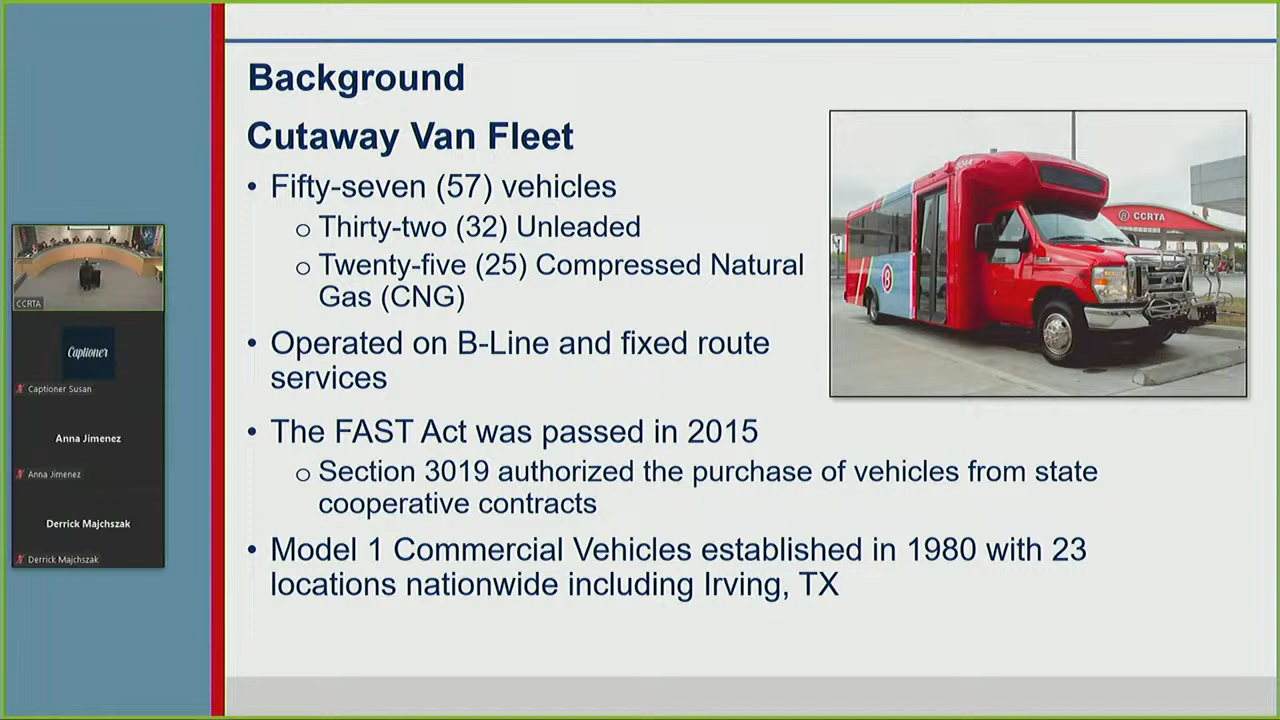 Background
Cutaway Van Fleet
• Fifty-seven (57) vehicles
o Thirty-two (32) Unleaded
o Twenty-five (25) Compressed Natural
Gas (CNG)
• Operated on B-Line and fixed route
services
• The FAST Act was passed in 2015
o Section 3019 authorized the purchase of vehicles from state
cooperative contracts
• Model 1 Commercial Vehicles established in 1980 with 23
locations nationwide including Irving, TX
CCRTA
B
CCRTA
Captioner
Captioner Susan
Anna Jimenez
Anna Jimenez
Derrick Majchszak
Derrick Majchszak